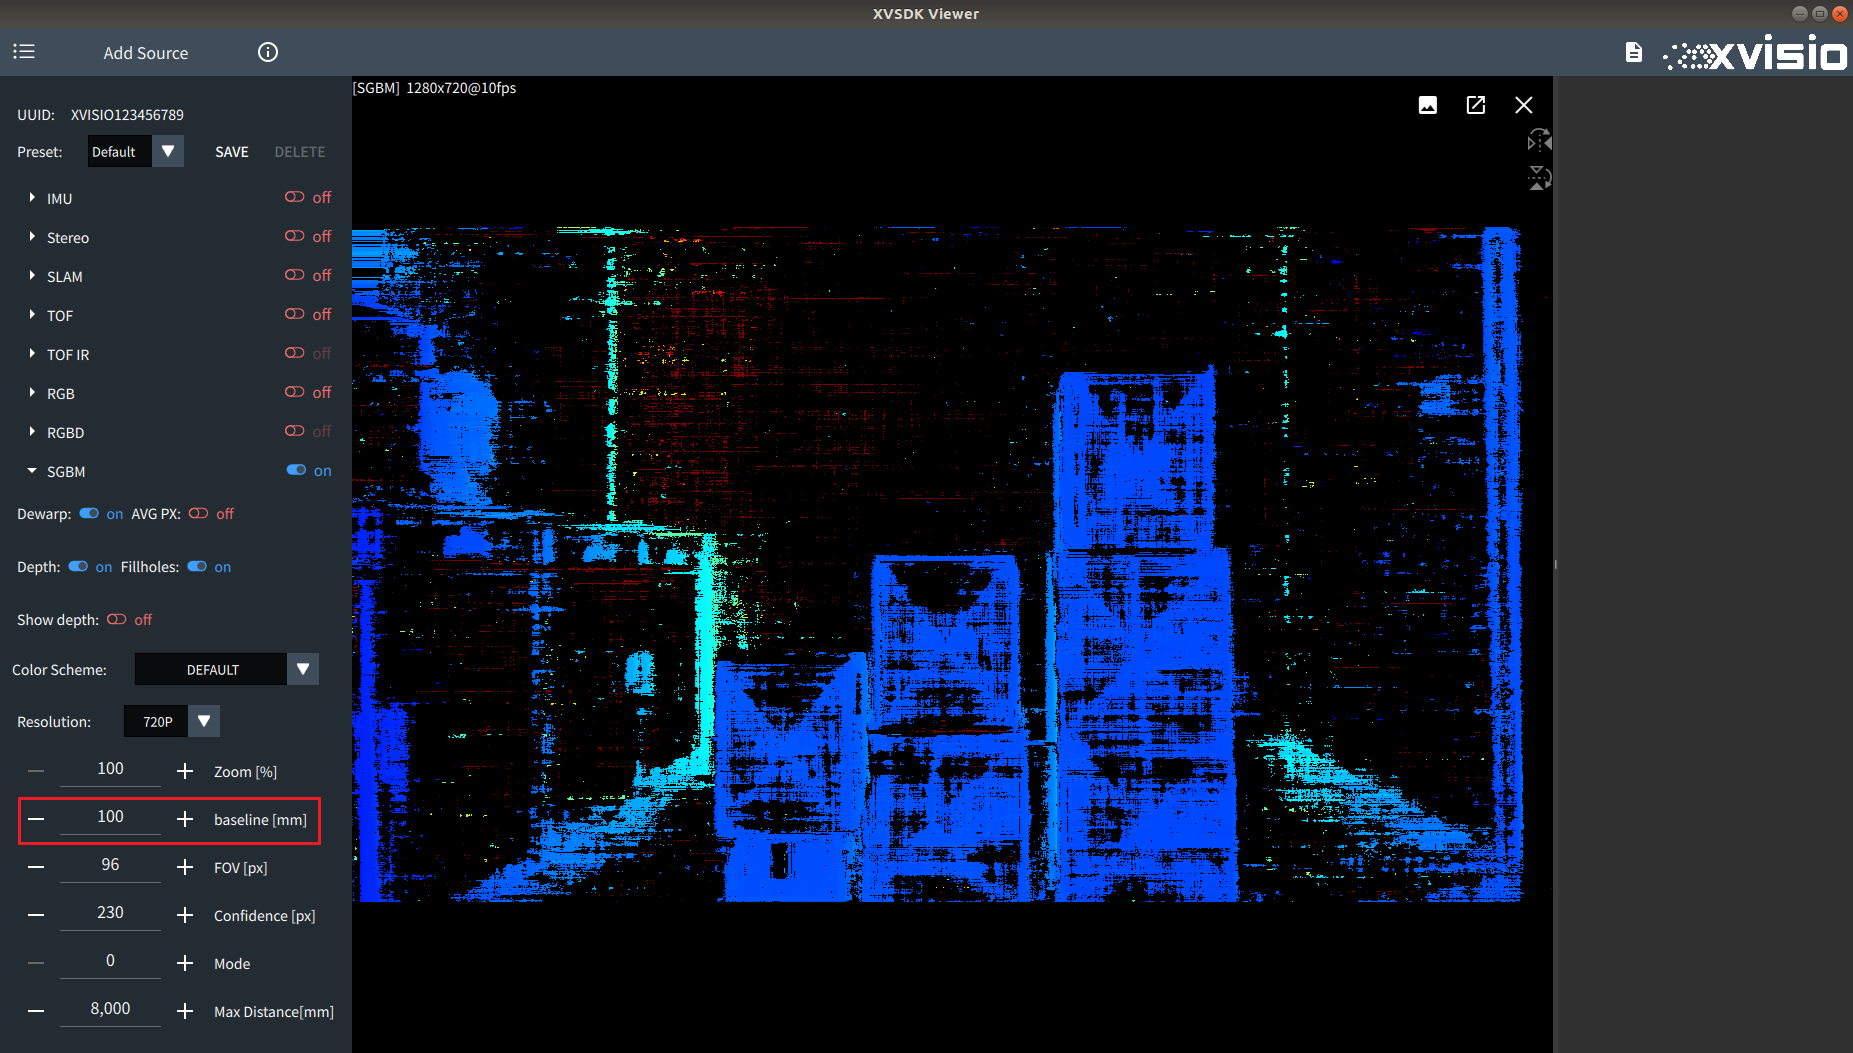 XVSDK Viewer
Add Source
xvisio
UUID: XVISIO123456789
[SGBM] 1280x720@10fps
Preset: Default SAVE DELETE
IMU off
Stereo off
SLAM off
TOF off
TOF IR off
RGB off
RGBD off
SGBM on
Dewarp: on AVG PX: off
Depth: on Fillholes: on
Show depth: off
Color Scheme: DEFAULT
Resolution: 720P
100 Zoom [%]
100 baseline [mm]
96 FOV [px]
230 Confidence [px]
0 Mode
8,000 Max Distance[mm]